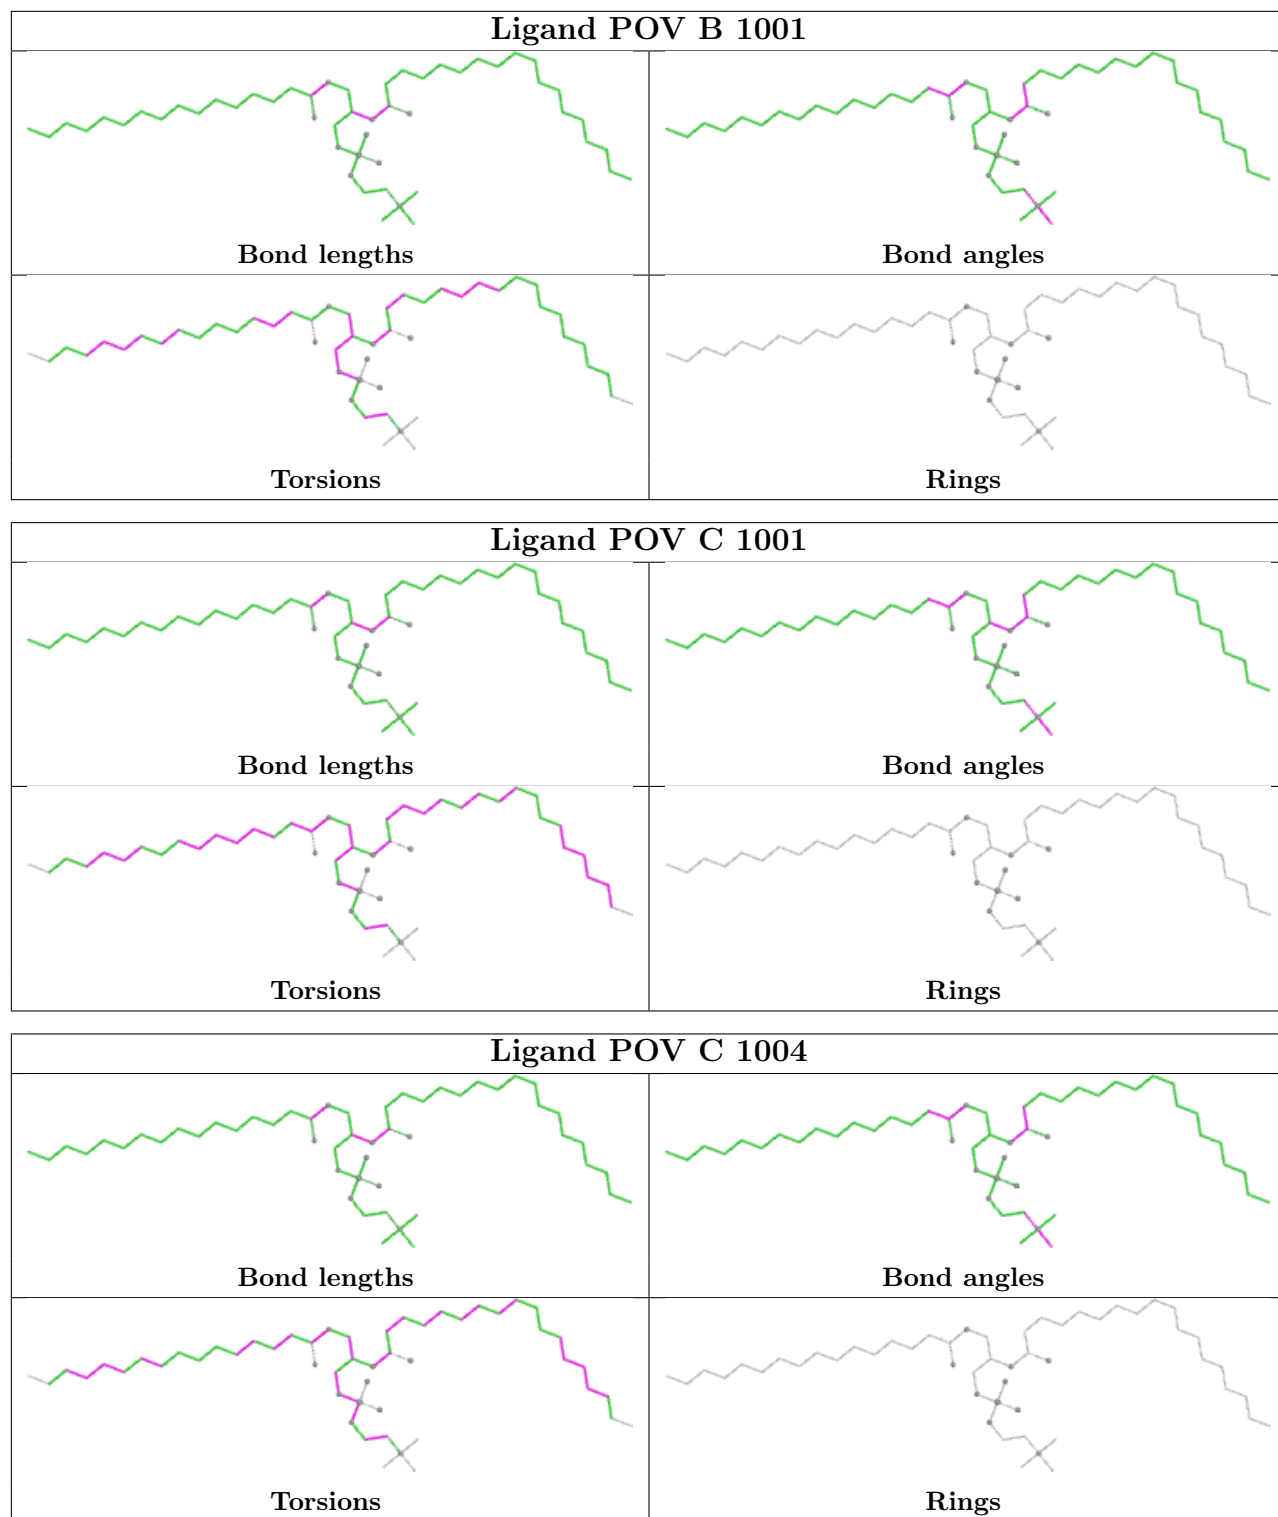 Ligand POV B 1001
Bond lengths
Bond angles
Torsions
Rings
Ligand POV C 1001
Bond lengths
Bond angles
Torsions
Rings
Ligand POV C 1004
Bond lengths
Bond angles
Torsions
Rings